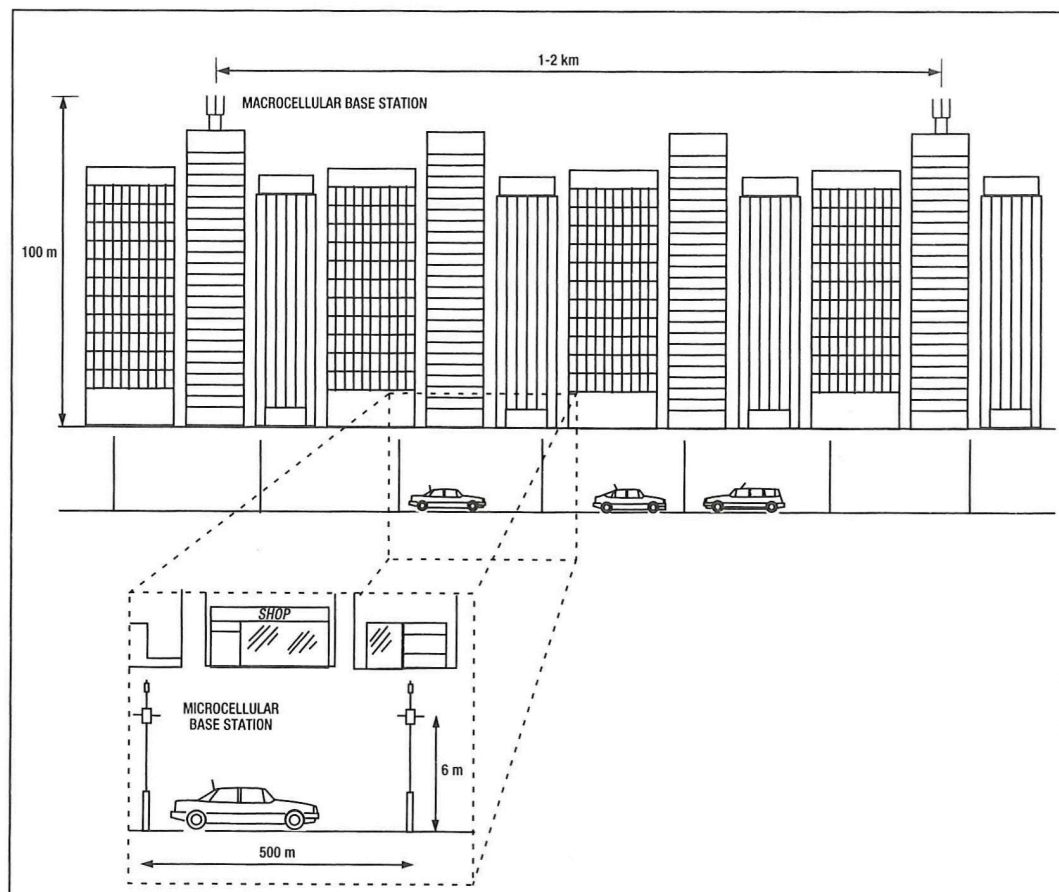 1-2 km
MACROCELLULAR BASE STATION
100 m
SHOP
MICROCELLULAR
BASE STATION
6 m
500 m